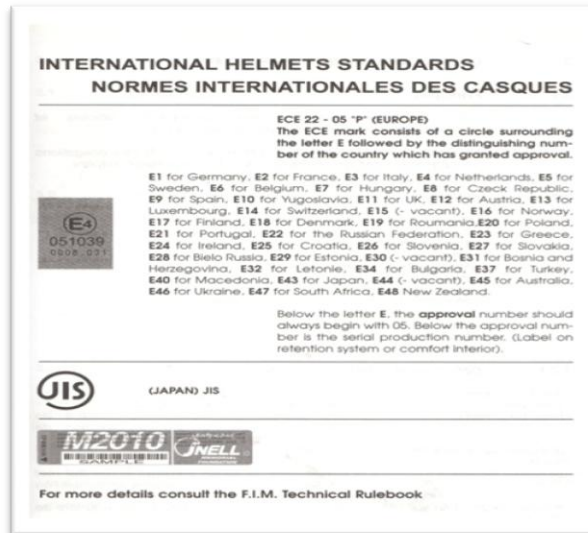 INTERNATIONAL HELMETS STANDARDS
NORMES INTERNATIONALES DES CASQUES
ECE 22 - 05 "P" (EUROPE)
The ECE mark consists of a circle surrounding
the letter E followed by the distinguishing num-
ber of the country which has granted approval.
E1 for Germany, E2 for France, E3 for Italy, E4 for Netherlands, E5 for
Sweden, E6 for Belgium, E7 for Hungary, E8 for Czeck Republic,
E9 for Spain, E10 for Yugoslavia, E11 for UK, E12 for Austria, E13 for
Luxembourg, E14 for Switzerland, E15 (- vacant), E16 for Norway,
E17 for Finland, E18 for Denmark, E19 for Roumania,E20 for Poland,
E21 for Portugal, E22 for the Russian Federation, E23 for Greece,
E24 for Ireland, E25 for Croatia, E26 for Slovenia, E27 for Slovakia,
E28 for Bielo Russia, E29 for Estonia, E30 (- vacant), E31 for Bosnia and
Herzegovina, E32 for Letonie, E34 for Bulgaria, E37 for Turkey,
E40 for Macedonia, E43 for Japan, E44 (- vacant), E45 for Australia,
E46 for Ukraine, E47 for South Africa, E48 New Zealand.
E4
051039
Below the letter E, the approval number should
always begin with 05. Below the approval num-
ber is the serial production number. (Label on
retention system or comfort interior).
JIS
(JAPAN) JIS
M2010
SAMPLE
SNELL
For more details consult the F.I.M. Technical Rulebook